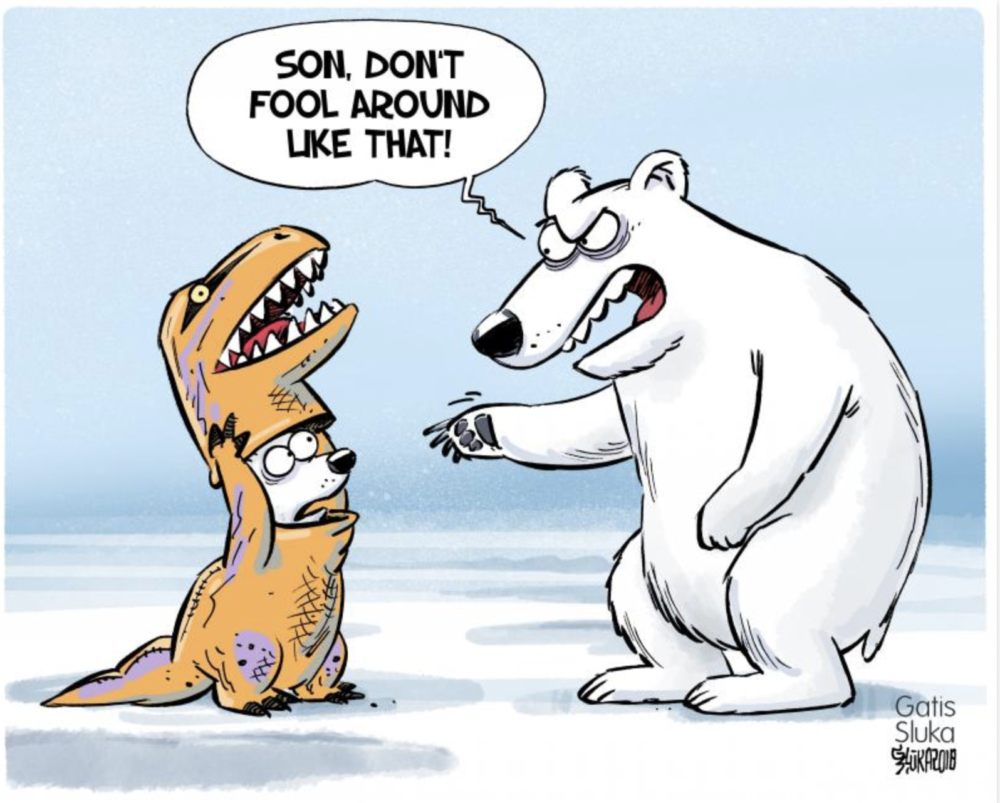 SON, DON'T
FOOL AROUND
LIKE THAT!
Gatis
Sluka